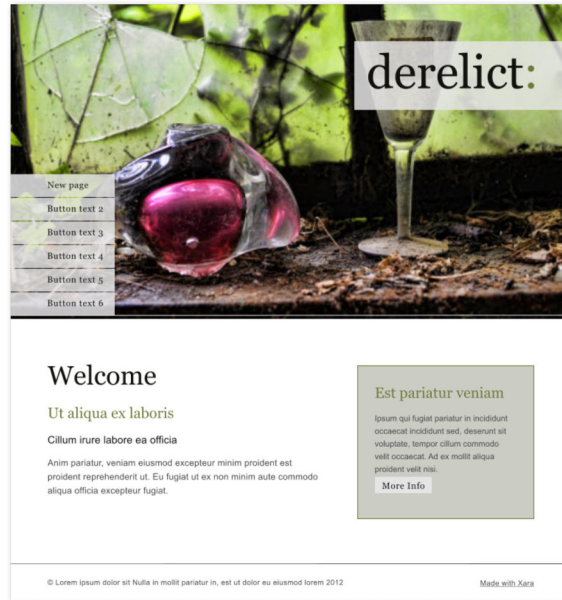 derelict:
New page
Button text 2
Button text 3
Button text 4
Button text 5
Button text 6
Welcome
Ut aliqua ex laboris
Cillum irure labore ea officia
Anim pariatur, veniam eiusmod excepteur minim proident est
proident reprehenderit ut. Eu fugiat ut ex non minim aute commodo
aliqua officia excepteur fugiat.
Est pariatur veniam
Ipsum qui fugiat pariatur in incididunt
occaecat incididunt sed, deserunt sit
voluptate, tempor cillum commodo
velit occaecat. Ad ex mollit aliqua
proident velit nisi.
More Info
© Lorem ipsum dolor sit Nulla in mollit pariatur in, est ut dolor eu eiusmod lorem 2012
Made with Xara